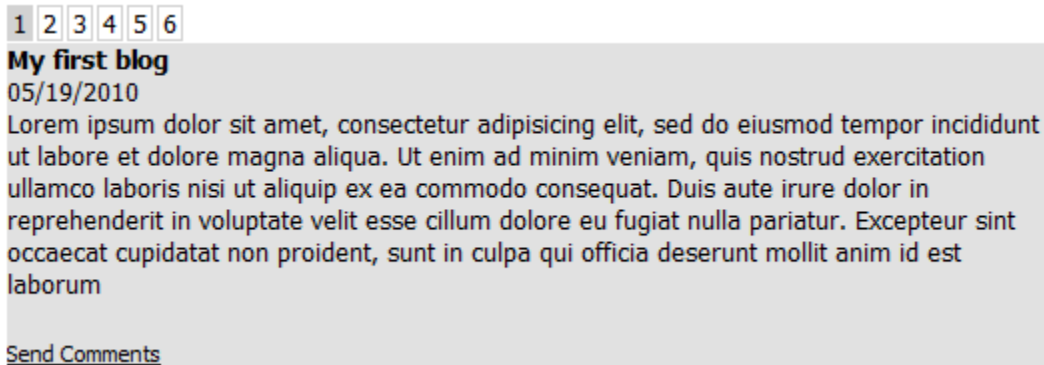 1 2 3 4 5 6
My first blog
05/19/2010
Lorem ipsum dolor sit amet, consectetur adipisicing elit, sed do eiusmod tempor incididunt
ut labore et dolore magna aliqua. Ut enim ad minim veniam, quis nostrud exercitation
ullamco laboris nisi ut aliquip ex ea commodo consequat. Duis aute irure dolor in
reprehenderit in voluptate velit esse cillum dolore eu fugiat nulla pariatur. Excepteur sint
occaecat cupidatat non proident, sunt in culpa qui officia deserunt mollit anim id est
laborum
Send Comments